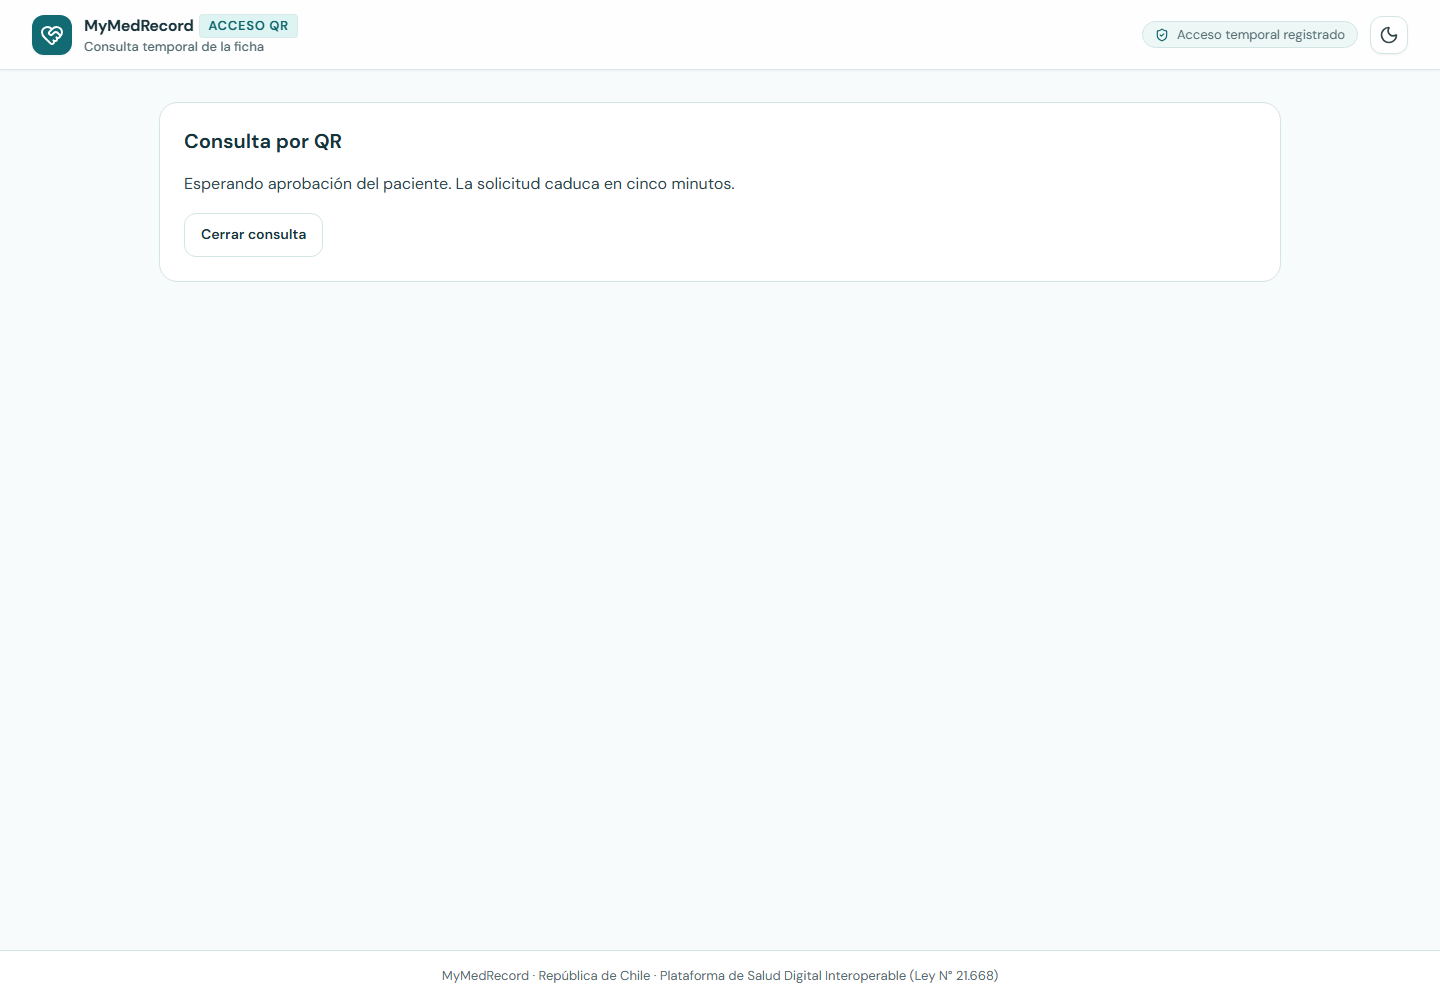 MyMedRecord ACCESO QR
Consulta temporal de la ficha
Acceso temporal registrado
Consulta por QR
Esperando aprobación del paciente. La solicitud caduca en cinco minutos.
Cerrar consulta
MyMedRecord · República de Chile · Plataforma de Salud Digital Interoperable (Ley N° 21.668)